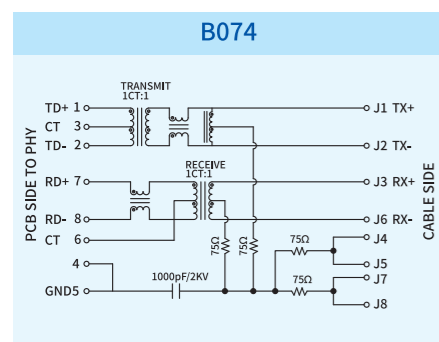 B074
TRANSMIT
1CT:1
TD+ 1
CT 3
TD- 2
J1 TX+
J2 TX-
RECEIVE
1CT:1
RD+ 7
RD- 8
CT 6
J3 RX+
J6 RX-
PCB SIDE TO PHY
CABLE SIDE
75Ω
75Ω
4
GND5
1000pF/2KV
75Ω
J4
J5
75Ω
J7
J8